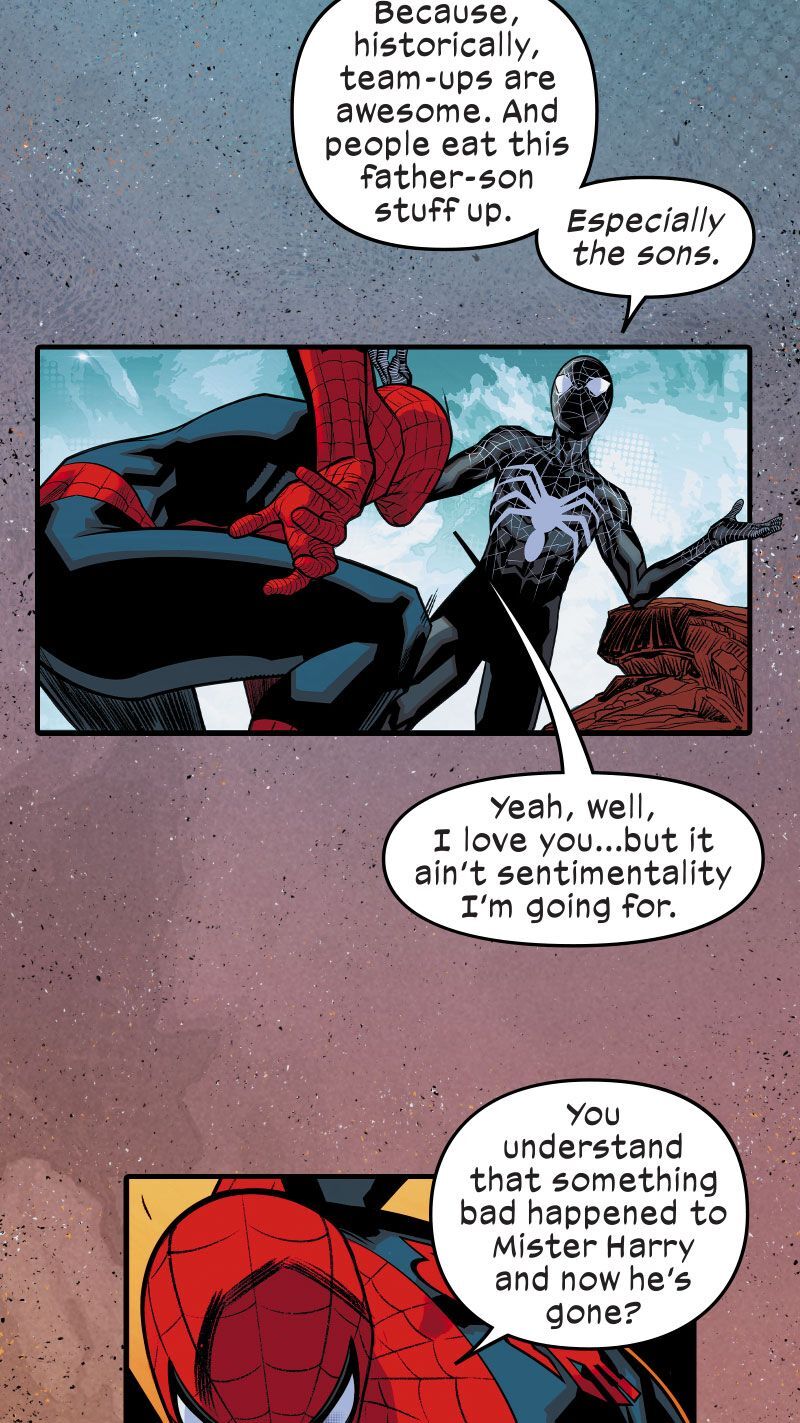 Because,
historically,
team-ups are
awesome. And
people eat this
father-son
stuff up.
Especially
the sons.
Yeah, well,
I love you...but it
ain't sentimentality
I'm going for.
You
understand
that something
bad happened to
Mister Harry
and now he's
gone?